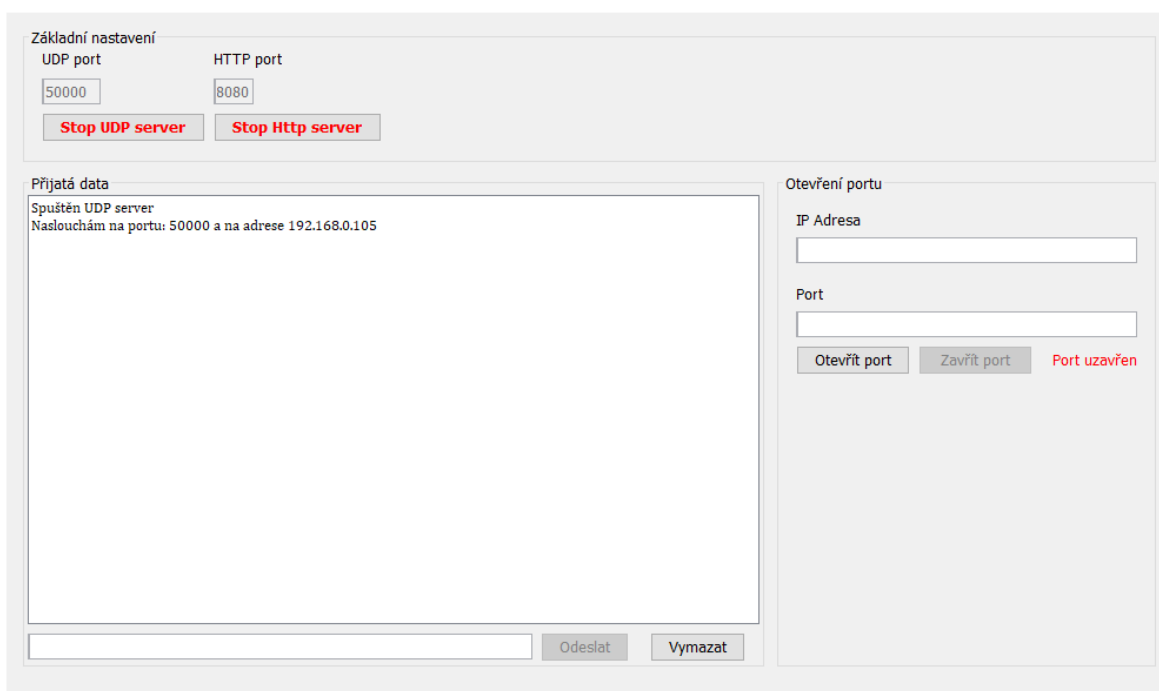 Základní nastavení
UDP port HTTP port
50000 8080
Stop UDP server Stop Http server
Přijatá data
Spuštěn UDP server
Naslouchám na portu: 50000 a na adrese 192.168.0.105
Odeslat Vymazat
Otevření portu
IP Adresa
Port
Otevřít port Zavřít port Port uzavřen